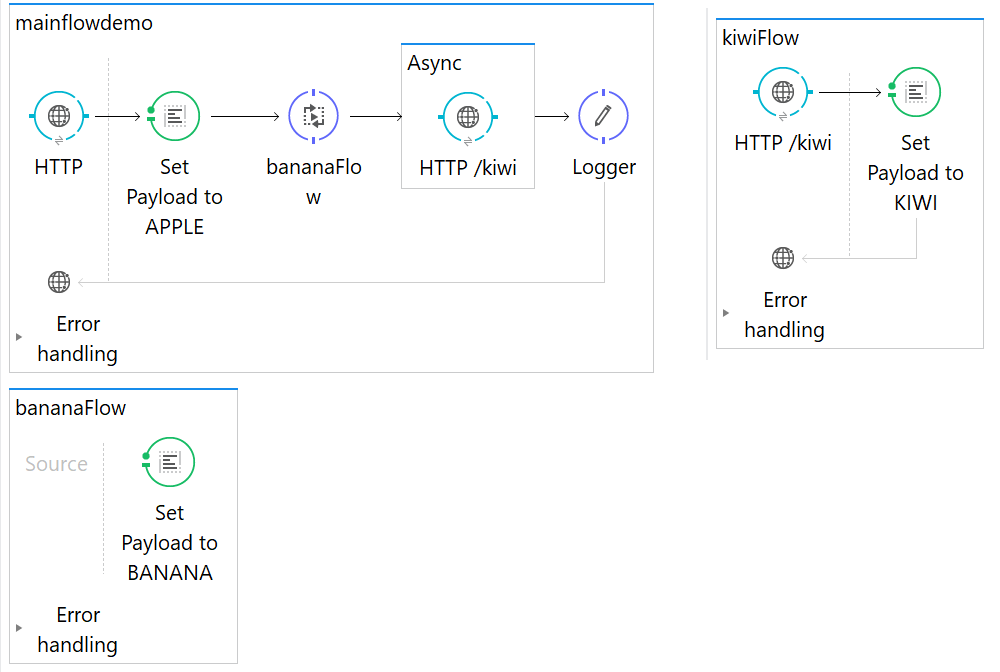 mainflowdemo
Async
HTTP
Set
Payload to
APPLE
bananaFlo
w
HTTP /kiwi
Logger
Error
handling
kiwiFlow
HTTP /kiwi
Set
Payload to
KIWI
Error
handling
bananaFlow
Source
Set
Payload to
BANANA
Error
handling